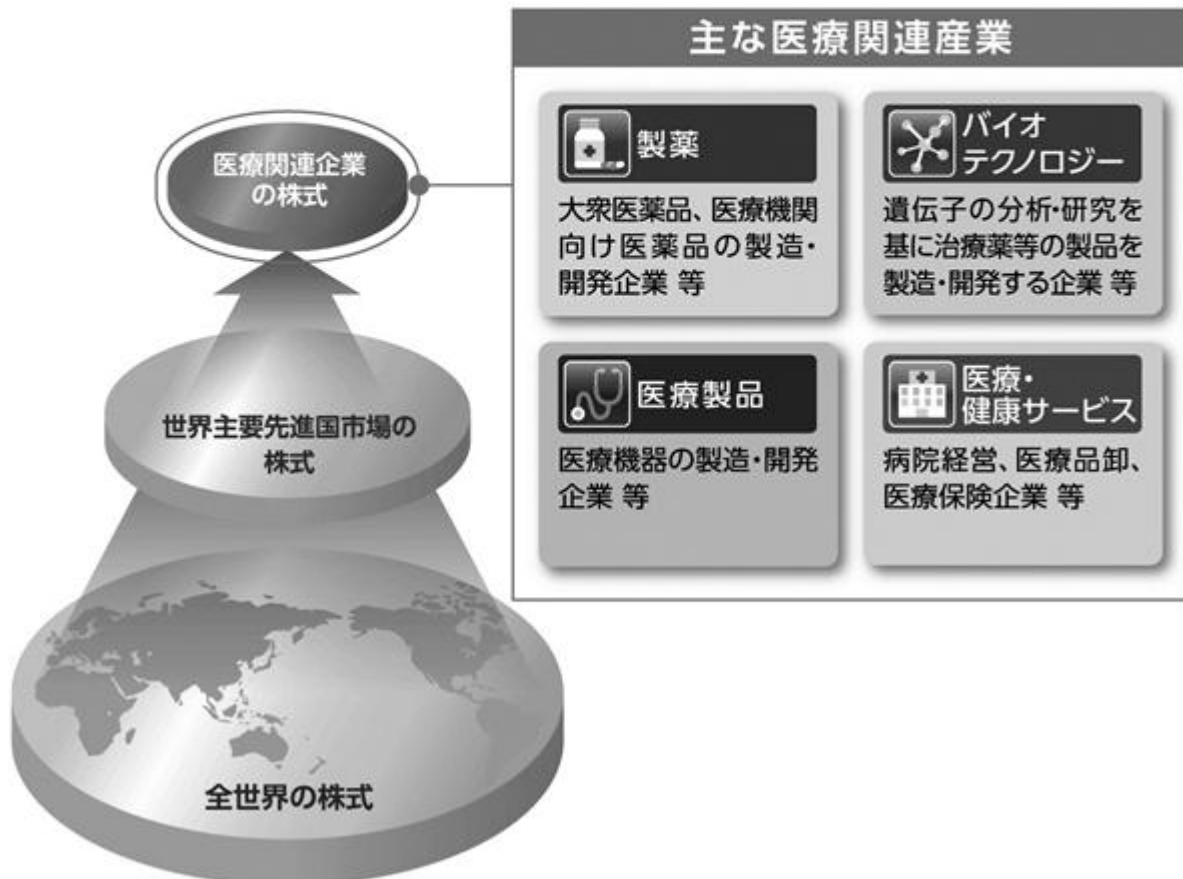 主な医療関連産業
製薬
大衆医薬品、医療機関
向け医薬品の製造・
開発企業 等
バイオ
テクノロジー
遺伝子の分析・研究を
基に治療薬等の製品を
製造・開発する企業 等
医療製品
医療機器の製造・開発
企業 等
医療・
健康サービス
病院経営、医療品卸、
医療保険企業 等
医療関連企業
の株式
世界主要先進国市場の
株式
全世界の株式